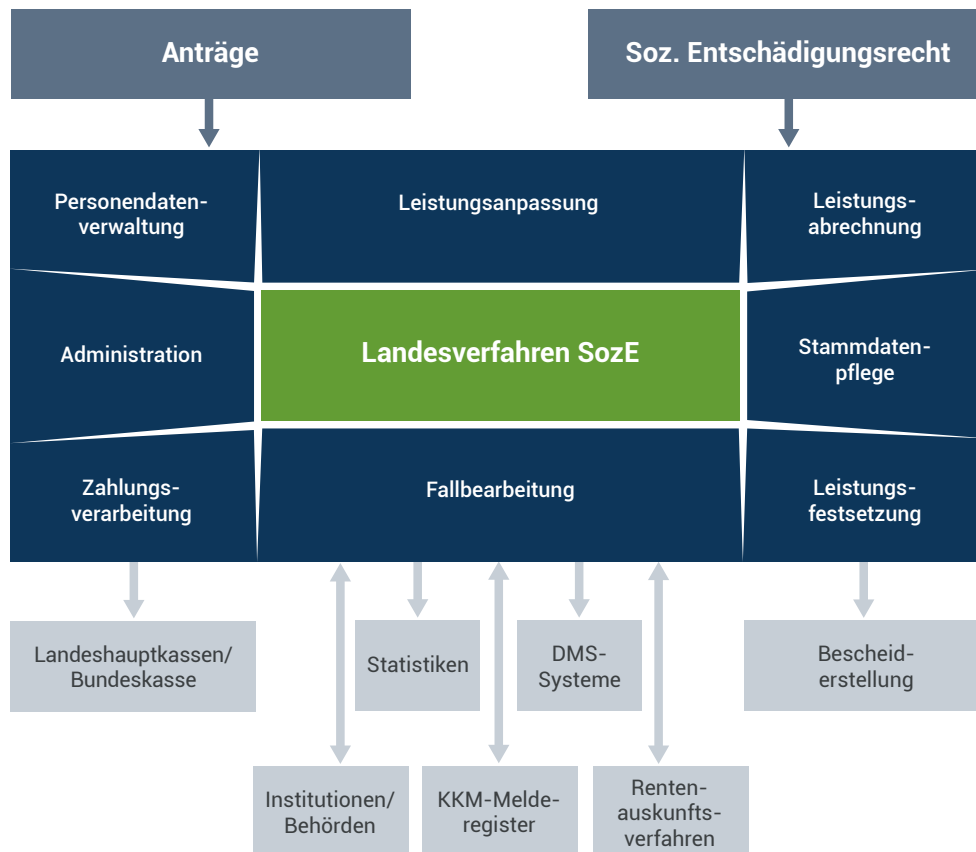 Anträge
Soz. Entschädigungsrecht
Personendaten-
verwaltung
Leistungsanpassung
Leistungs-
abrechnung
Administration
Landesverfahren SozE
Stammdaten-
pflege
Zahlungs-
verarbeitung
Fallbearbeitung
Leistungs-
festsetzung
Landeshauptkassen/
Bundeskasse
Statistiken
DMS-
Systeme
Bescheid-
erstellung
Institutionen/
Behörden
KKM-Melde-
register
Renten-
auskunfts-
verfahren